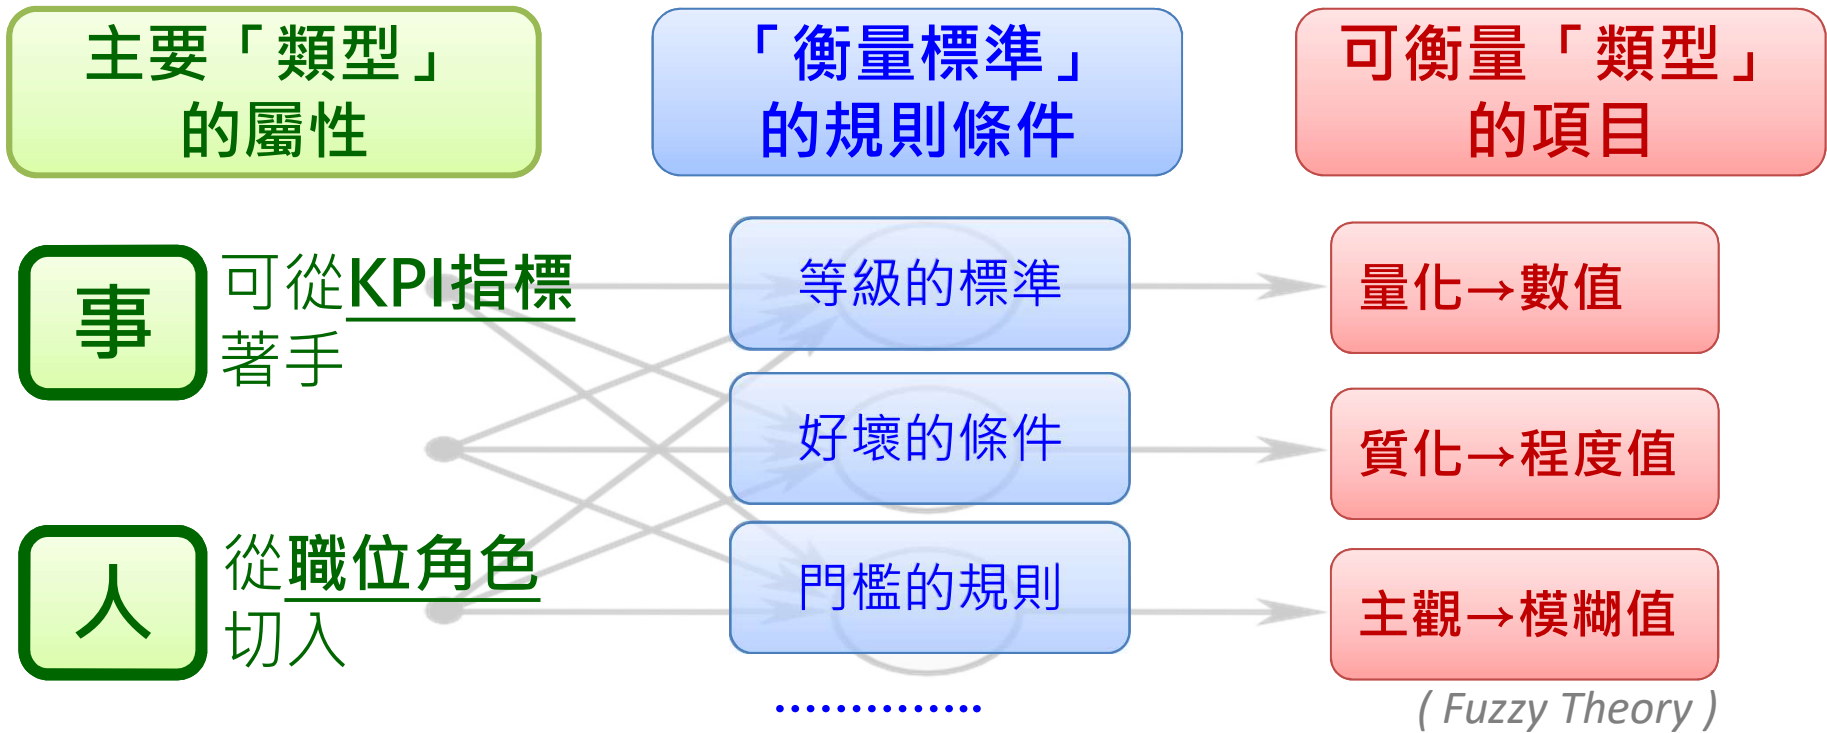 主要「類型」
的屬性
「衡量標準」
的規則條件
可衡量「類型」
的項目
事
可從KPI指標
著手
人
從職位角色
切入
等級的標準
好壞的條件
門檻的規則
··············
量化→數值
質化→程度值
主觀→模糊值
( Fuzzy Theory )